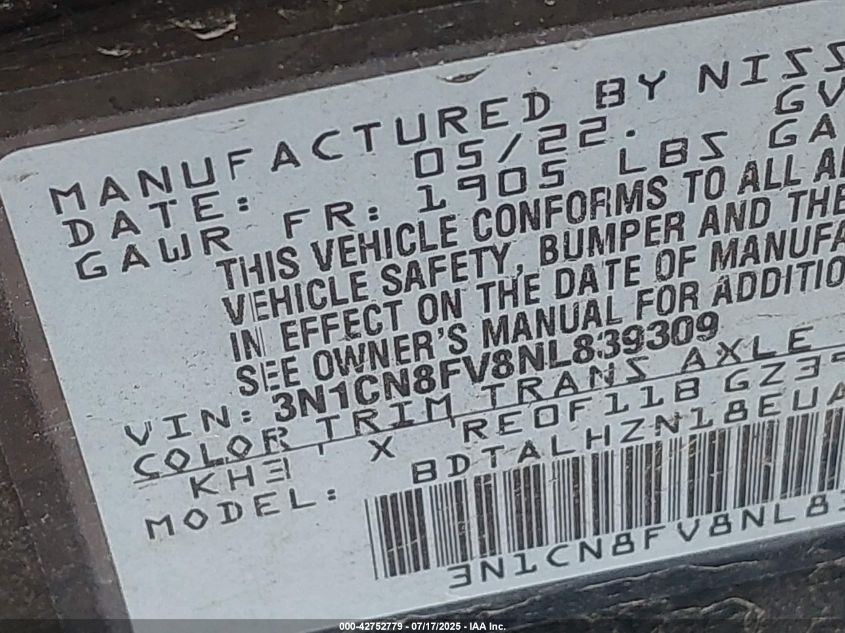 MANUFACTURED BY NISS
DATE: 05/22. GV
GAWR FR: 1905 LBS GA
THIS VEHICLE CONFORMS TO ALL A
VEHICLE SAFETY, BUMPER AND THE
IN EFFECT ON THE DATE OF MANUFA
SEE OWNER'S MANUAL FOR ADDITIO
VIN: 3N1CN8FV8NL839309
COLOR TRIM TRANS AXLE
KH3 X RE0F11B GZ39
MODEL: BDTALHZN18EUA
3N1CN8FV8NL83
000-42752779 - 07/17/2025 - IAA Inc.